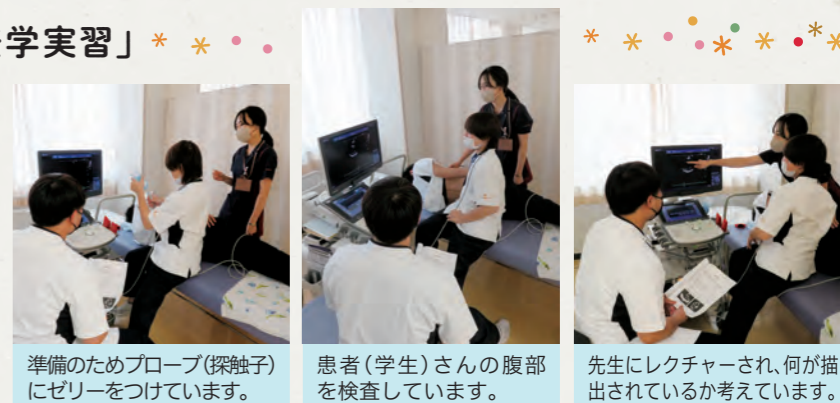 学実習」
準備のためプローブ(探触子)
にゼリーをつけています。
患者(学生)さんの腹部
を検査しています。
先生にレクチャーされ、何が描
出されているか考えています。